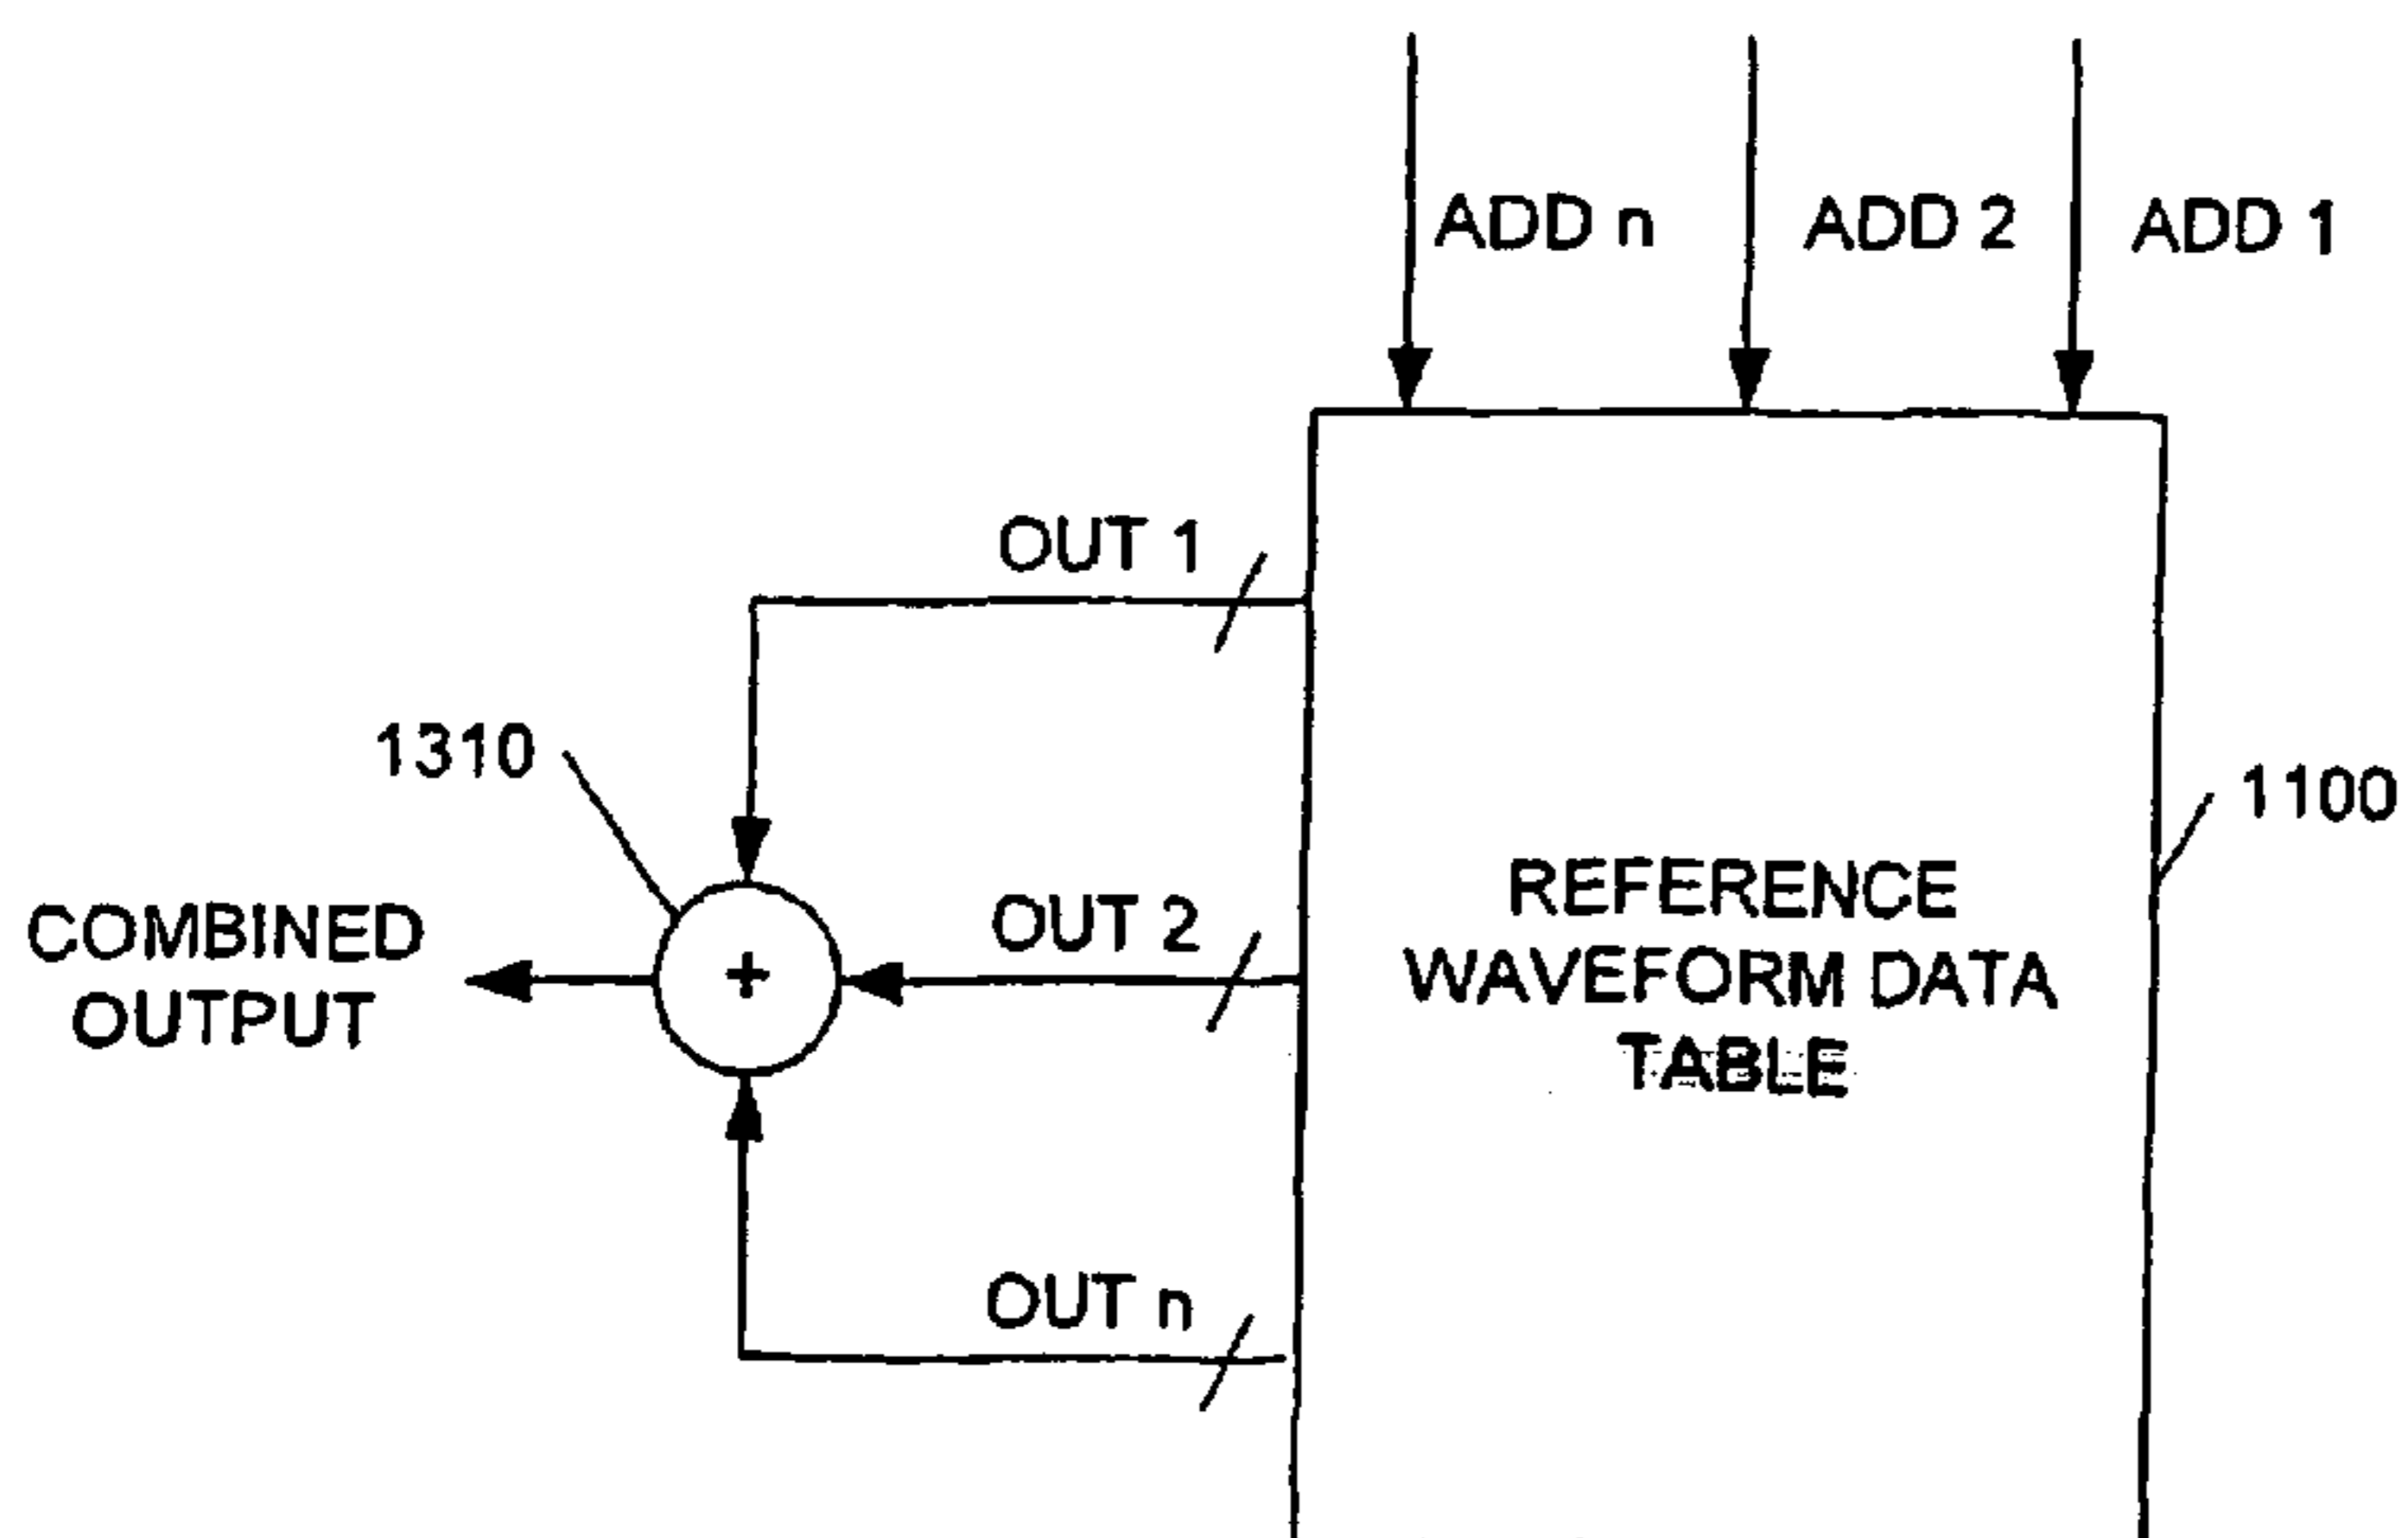 ADD n
ADD 2
ADD 1
OUT 1
1310
1100
COMBINED
OUTPUT
+
OUT 2
REFERENCE
WAVEFORM DATA
TABLE
OUT n